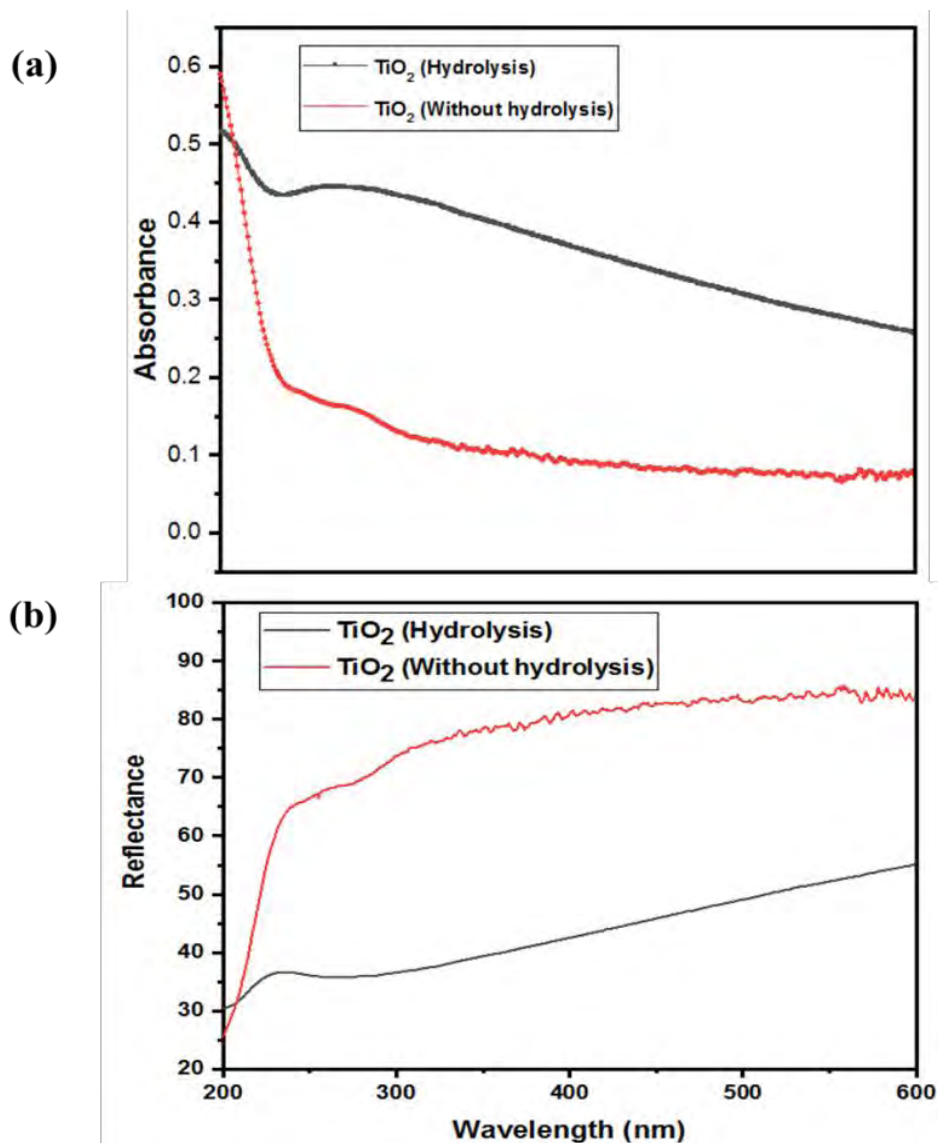 (a)
TiO2 (Hydrolysis)
TiO2 (Without hydrolysis)
Absorbance
0.6
0.5
0.4
0.3
0.2
0.1
0.0
(b)
TiO2 (Hydrolysis)
TiO2 (Without hydrolysis)
Reflectance
100
90
80
70
60
50
40
30
20
200 300 400 500 600
Wavelength (nm)